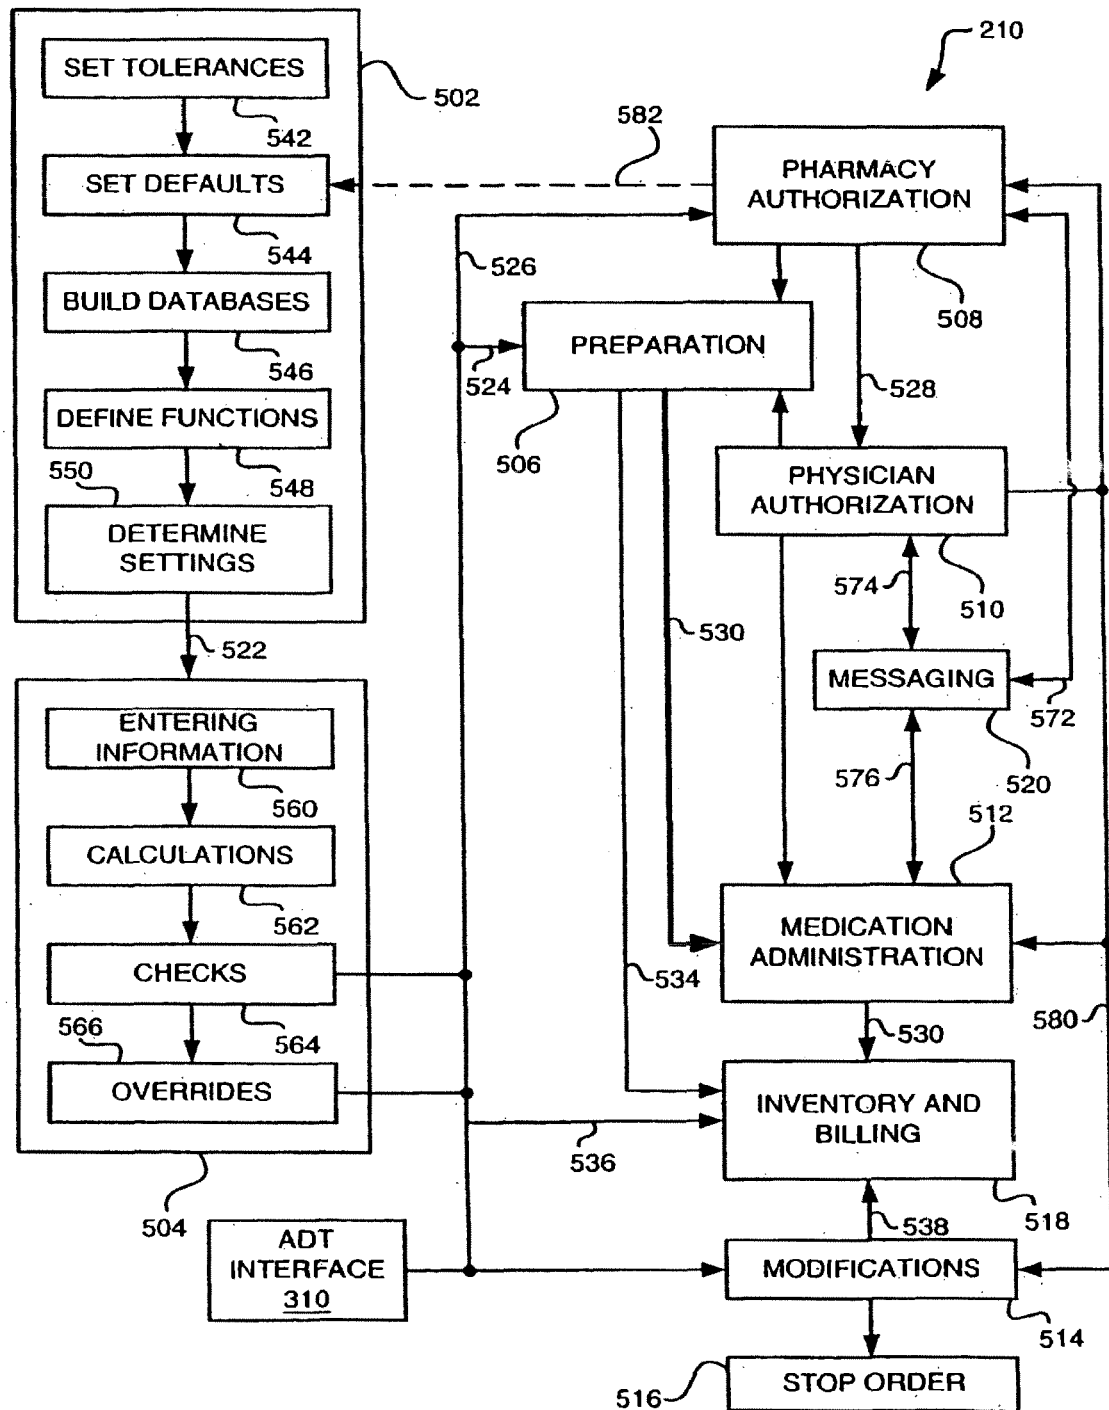 210
SET TOLERANCES
502
542
582
SET DEFAULTS
PHARMACY
AUTHORIZATION
544
526
BUILD DATABASES
508
546
PREPARATION
524
528
DEFINE FUNCTIONS
506
550
548
PHYSICIAN
AUTHORIZATION
DETERMINE
SETTINGS
574
510
530
522
MESSAGING
572
ENTERING
INFORMATION
576
520
560
512
CALCULATIONS
562
MEDICATION
ADMINISTRATION
CHECKS
534
564
530
580
566
OVERRIDES
INVENTORY AND
BILLING
536
504
518
538
ADT
INTERFACE
310
MODIFICATIONS
514
516
STOP ORDER